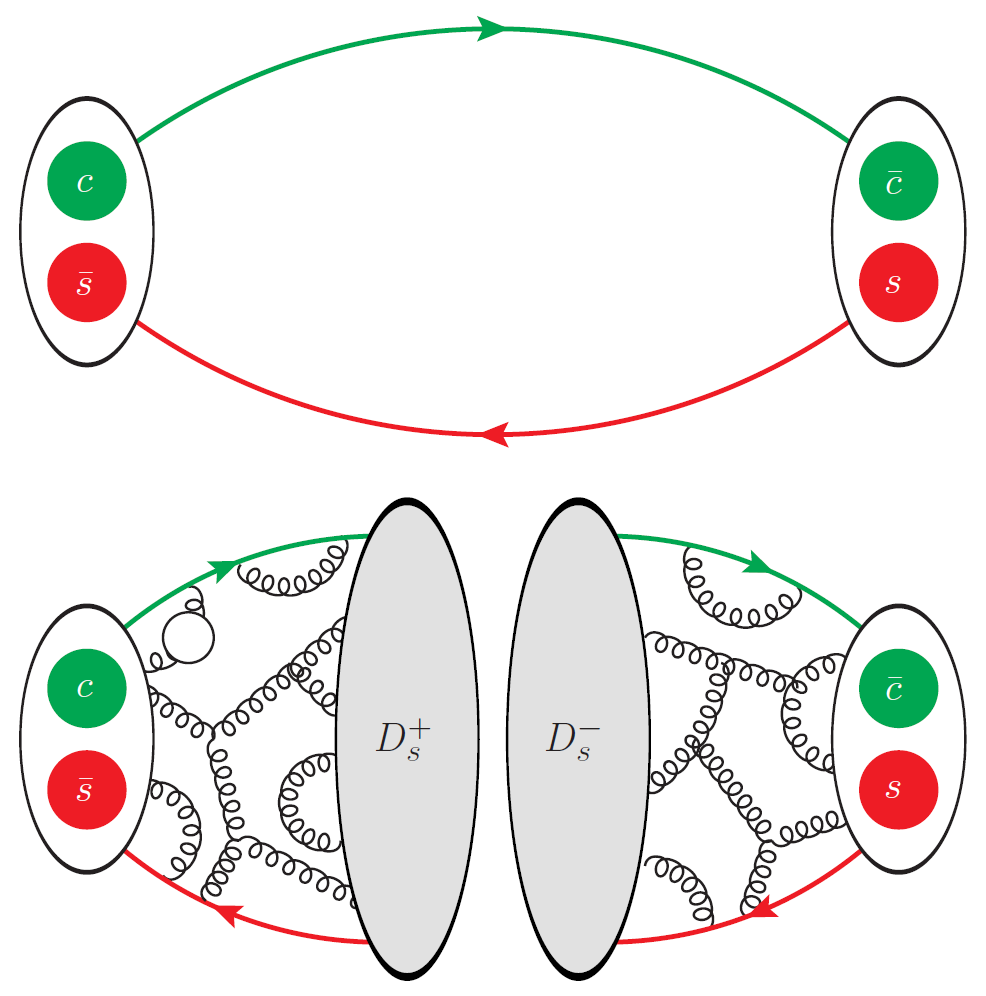 c c̄
s̄ s
c D_s^+ D_s^- c̄
s̄ s